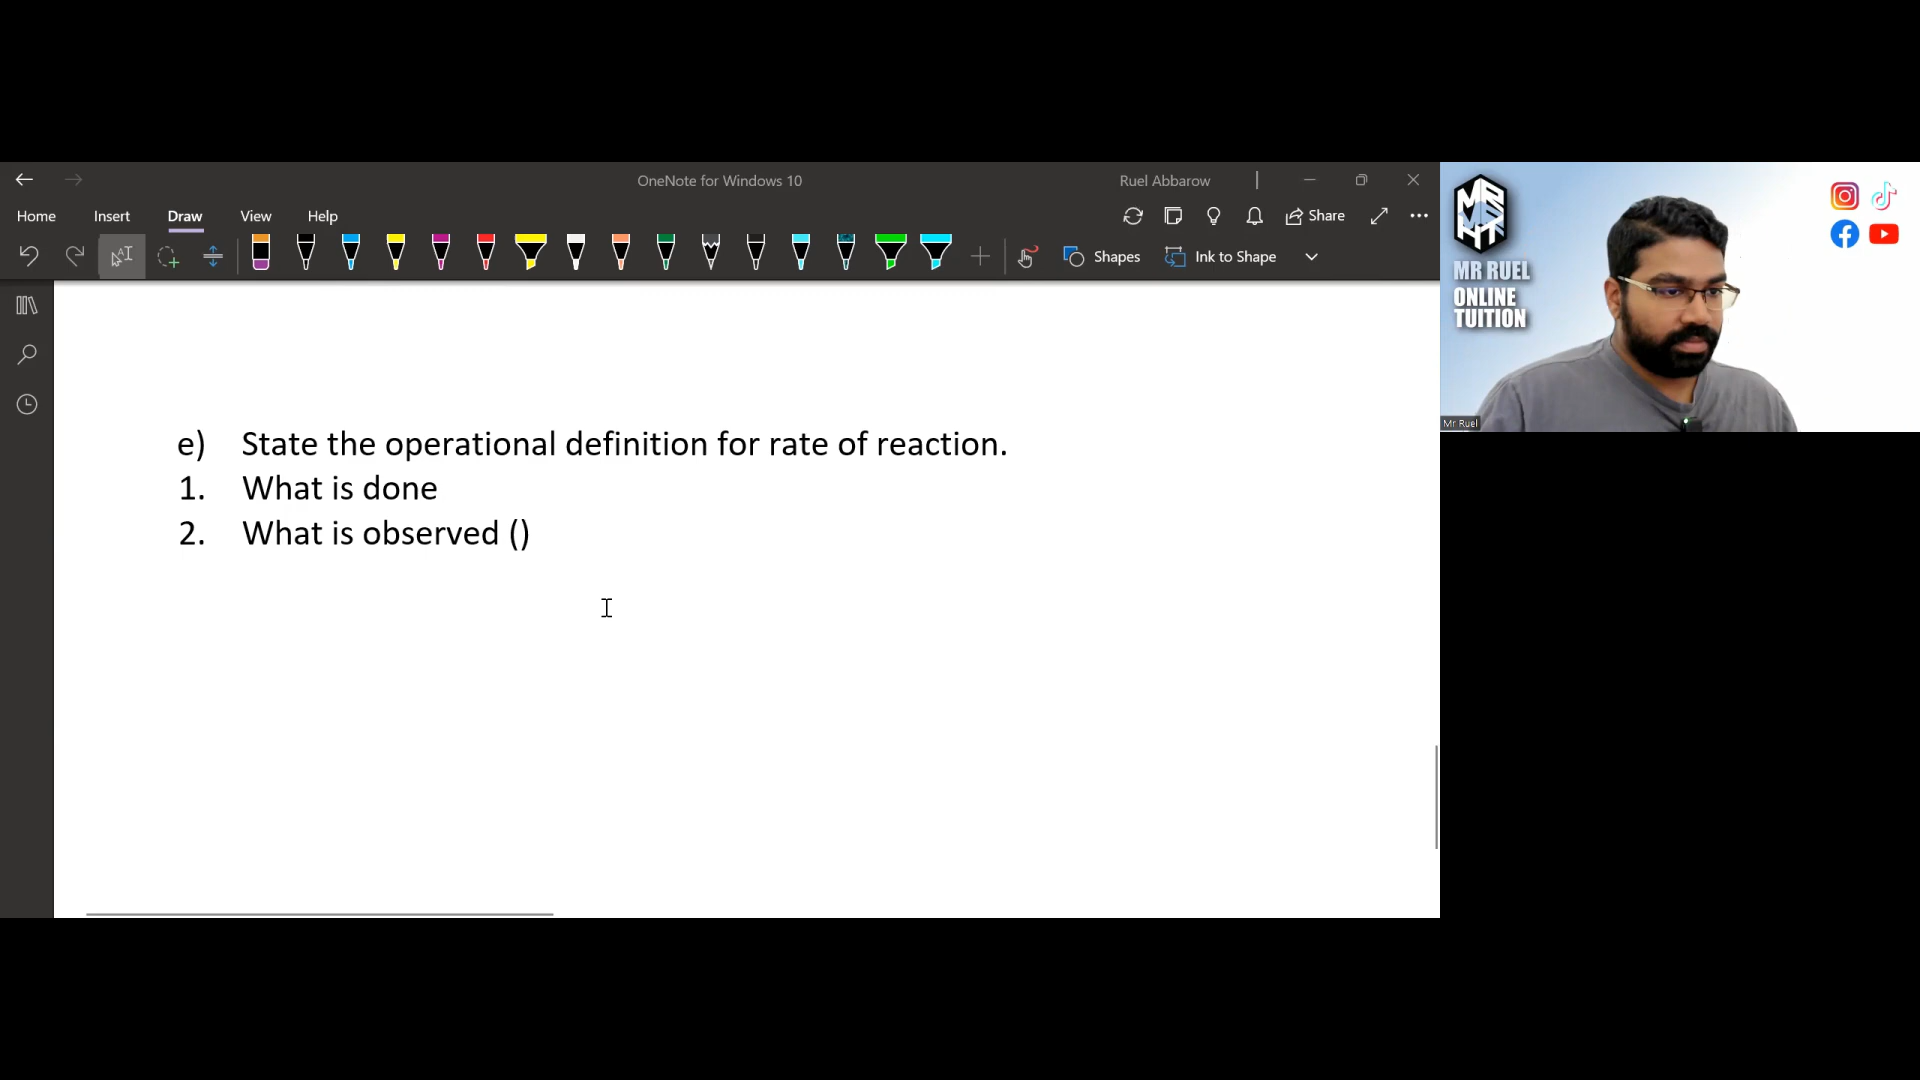 OneNote for Windows 10
Ruel Abbarow
Home Insert Draw View Help
Share
Shapes Ink to Shape
e) State the operational definition for rate of reaction.
1. What is done
2. What is observed ()
MR RUEL
ONLINE
TUITION
Mr Ruel